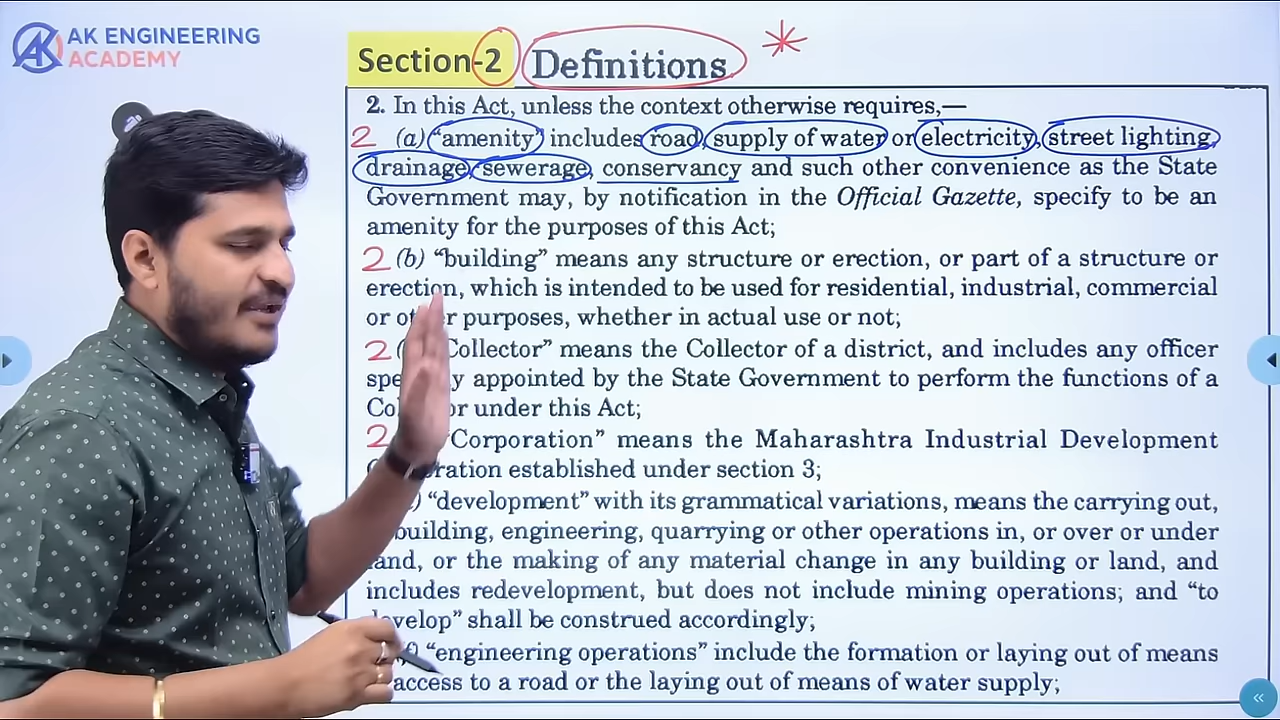 AK ENGINEERING
ACADEMY
Section-2 Definitions *
2. In this Act, unless the context otherwise requires,—
2 (a) “amenity” includes road, supply of water or electricity, street lighting,
drainage, sewerage, conservancy and such other convenience as the State
Government may, by notification in the Official Gazette, specify to be an
amenity for the purposes of this Act;
2 (b) “building” means any structure or erection, or part of a structure or
erection, which is intended to be used for residential, industrial, commercial
or other purposes, whether in actual use or not;
2 Collector” means the Collector of a district, and includes any officer
appointed by the State Government to perform the functions of a
under this Act;
2 “Corporation” means the Maharashtra Industrial Development
established under section 3;
“development” with its grammatical variations, means the carrying out,
building, engineering, quarrying or other operations in, or over or under
land, or the making of any material change in any building or land, and
includes redevelopment, but does not include mining operations; and “to
develop” shall be construed accordingly;
“engineering operations” include the formation or laying out of means
access to a road or the laying out of means of water supply;
«